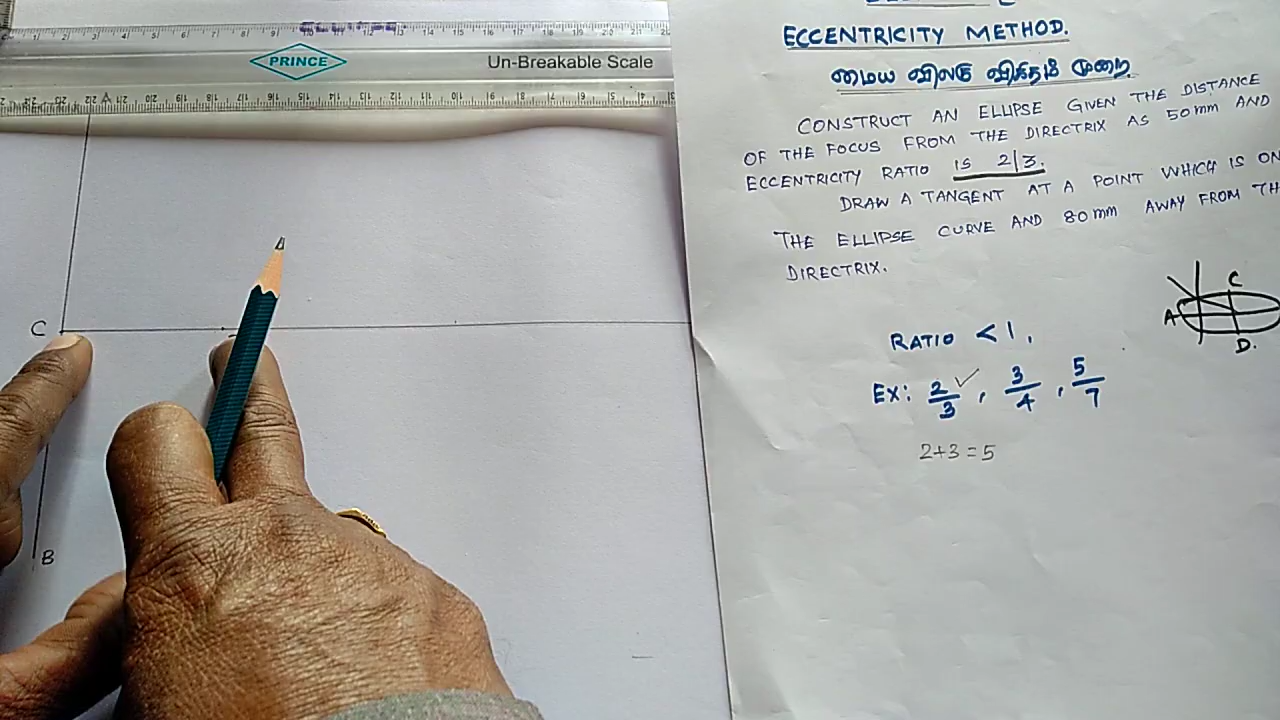 PRINCE
Un-Breakable Scale
ECCENTRICITY METHOD.
மைய விலகு விகிதம் முறை.
CONSTRUCT AN ELLIPSE GIVEN THE DISTANCE
OF THE FOCUS FROM THE DIRECTRIX AS 50mm AND
ECCENTRICITY RATIO IS 2/3.
DRAW A TANGENT AT A POINT WHICH IS ON
THE ELLIPSE CURVE AND 80mm AWAY FROM TH
DIRECTRIX.
C
A
D.
RATIO < 1.
EX: 2/3 ✓, 3/4, 5/7
2+3=5
C
B